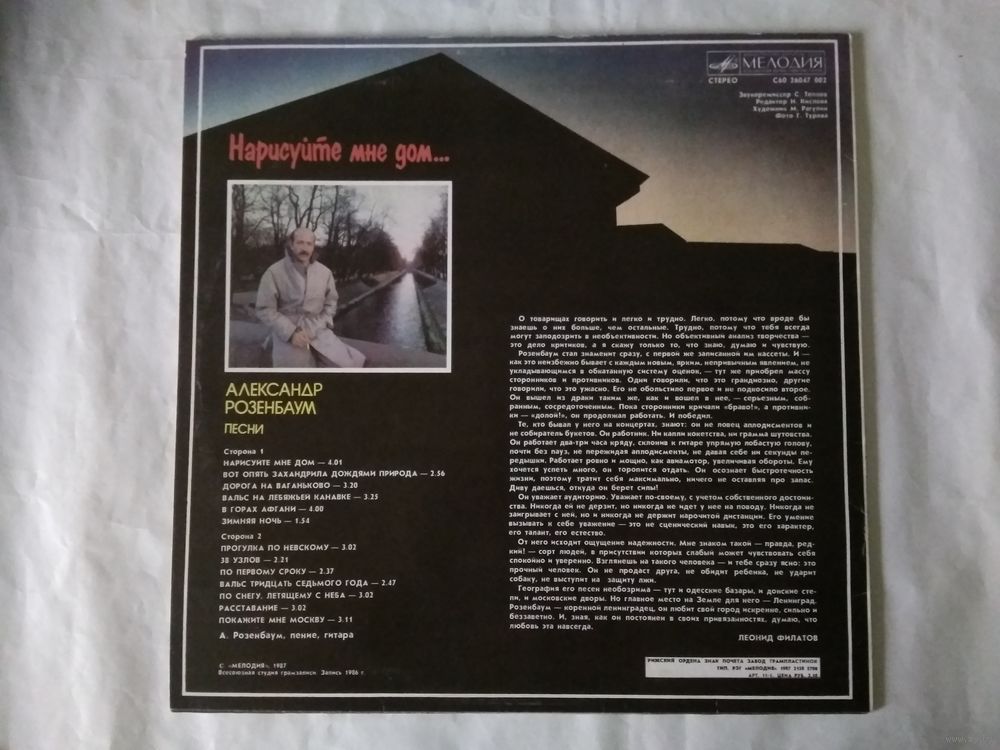 МЕЛОДИЯ
СТЕРЕО С60 26047 002
Звукорежиссер С.
Редактор Н. Кислова
Художник М. Рагулин
Фото Г. Турова
Нарисуйте мне дом...
АЛЕКСАНДР
РОЗЕНБАУМ
ПЕСНИ
Сторона 1
НАРИСУИТЕ МНЕ ДОМ — 4.01
ВОТ ОПЯТЬ ЗАХАНДРИЛА ДОЖДЯМИ ПРИРОДА — 2.56
ДОРОГА НА ВАГАНЬКОВО — 3.20
ВАЛЬС НА ЛЕБЯЖЬЕИ КАНАВКЕ — 3.25
В ГОРАХ АФГАНИ — 4.00
ЗИМНЯЯ НОЧЬ — 1.54
Сторона 2
ПРОГУЛКА ПО НЕВСКОМУ — 3.02
38 УЗЛОВ — 2.21
ПО ПЕРВОМУ СРОКУ — 2.37
ВАЛЬС ТРИДЦАТЬ СЕДЬМОГО ГОДА — 2.47
ПО СНЕГУ, ЛЕТЯЩЕМУ С НЕБА — 3.02
РАССТАВАНИЕ — 3.02
ПОКАЖИТЕ МНЕ МОСКВУ — 3.11
А. Розенбаум, пение, гитара
С «МЕЛОДИЯ», 1987
Всесоюзная студия грамзаписи. Запись 1986 г.
О товарищах говорить и легко и трудно. Легко, потому что вроде бы
знаешь о них больше, чем остальные. Трудно, потому что тебя всегда
могут заподозрить в необъективности. Но объективный анализ творчества —
это дело критиков, а я скажу только то, что знаю, думаю и чувствую.
Розенбаум стал знаменит сразу, с первой же записанной им кассеты. И —
как это неизбежно бывает с каждым новым, ярким, непривычным явлением, не
укладывающимся в обкатанную систему оценок, — тут же приобрел массу
сторонников и противников. Одни говорили, что это грандиозно, другие
говорили, что это ужасно. Его не обольстило первое и не подкосило второе.
Он вышел из драки таким же, как и вошел в нее, — серьезным, соб-
ранным, сосредоточенным. Пока сторонники кричали «браво!», а противни-
ки — «долой!», он продолжал работать. И победил.
Те, кто бывал у него на концертах, знают: он не ловец аплодисментов и
не собиратель букетов. Он работник. Ни капли кокетства, ни грамма шутовства.
Он работает два-три часа кряду, склонив к гитаре упрямую лобастую голову,
почти без пауз, не пережидая аплодисменты, не давая себе ни секунды пе-
редышки. Работает ровно и мощно, как авиамотор, увеличивая обороты. Ему
хочется успеть много, он торопится отдать. Он осознает быстротечность
жизни, поэтому тратит себя максимально, ничего не оставляя про запас.
Диву даешься, откуда он берет силы!
Он уважает аудиторию. Уважает по-своему, с учетом собственного достоин-
ства. Никогда ей не дерзит, но никогда не идет у нее на поводу. Никогда не
заигрывает с ней, но и никогда не держит нарочитой дистанции. Его умение
вызывать к себе уважение — это не сценический навык, это его характер,
его талант, его естество.
От него исходит ощущение надежности. Мне знаком такой — правда, ред-
кий! — сорт людей, в присутствии которых слабый может чувствовать себя
спокойно и уверенно. Взглянешь на такого человека — и тебе сразу ясно: это
прочный человек. Он не продаст друга, не обидит ребенка, не ударит
собаку, не выступит на защиту лжи.
География его песен необозрима — тут и одесские базары, и донские сте-
пи, и московские дворы. Но главное место на Земле для него — Ленинград.
Розенбаум — коренной ленинградец, он любит свой город искренне, сильно и
беззаветно. И, зная, как он постоянен в своих привязанностях, думаю, что
любовь эта навсегда.
ЛЕОНИД ФИЛАТОВ
РИЖСКИЙ ОРДЕНА ЗНАК ПОЧЕТА ЗАВОД ГРАМПЛАСТИНОК
ТИП. РЗГ «МЕЛОДИЯ» 1987
АРТ. 11-1. ЦЕНА РУБ.